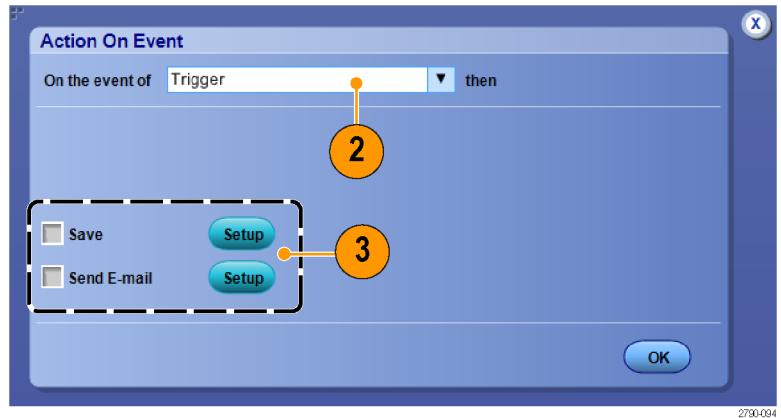 X
Action On Event
On the event of Trigger ▼ then
2
Save Setup
3
Send E-mail Setup
OK
2790-094